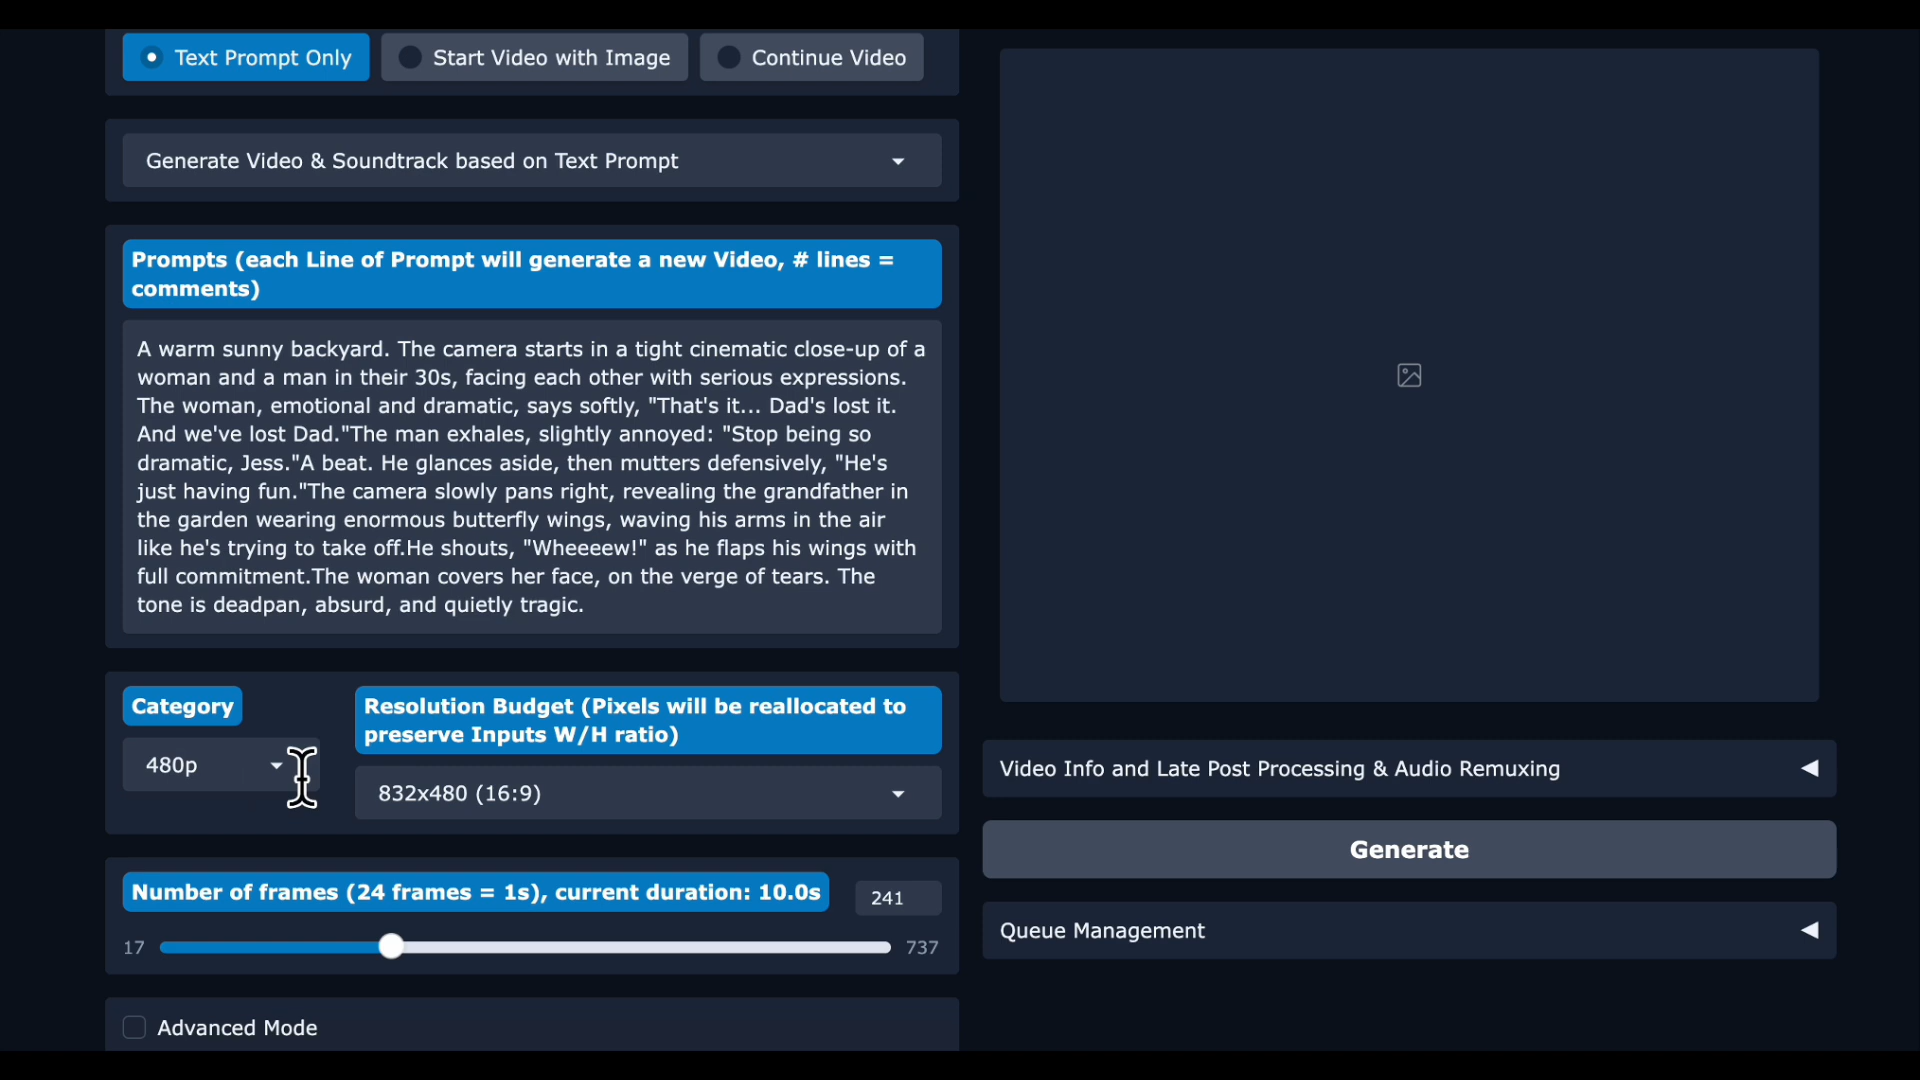 Text Prompt Only
Start Video with Image
Continue Video
Generate Video & Soundtrack based on Text Prompt
Prompts (each Line of Prompt will generate a new Video, # lines =
comments)
A warm sunny backyard. The camera starts in a tight cinematic close-up of a
woman and a man in their 30s, facing each other with serious expressions.
The woman, emotional and dramatic, says softly, "That's it... Dad's lost it.
And we've lost Dad."The man exhales, slightly annoyed: "Stop being so
dramatic, Jess."A beat. He glances aside, then mutters defensively, "He's
just having fun."The camera slowly pans right, revealing the grandfather in
the garden wearing enormous butterfly wings, waving his arms in the air
like he's trying to take off.He shouts, "Wheeeew!" as he flaps his wings with
full commitment.The woman covers her face, on the verge of tears. The
tone is deadpan, absurd, and quietly tragic.
Category
480p
Resolution Budget (Pixels will be reallocated to
preserve Inputs W/H ratio)
832x480 (16:9)
Number of frames (24 frames = 1s), current duration: 10.0s
241
17
737
Advanced Mode
Video Info and Late Post Processing & Audio Remuxing
Generate
Queue Management